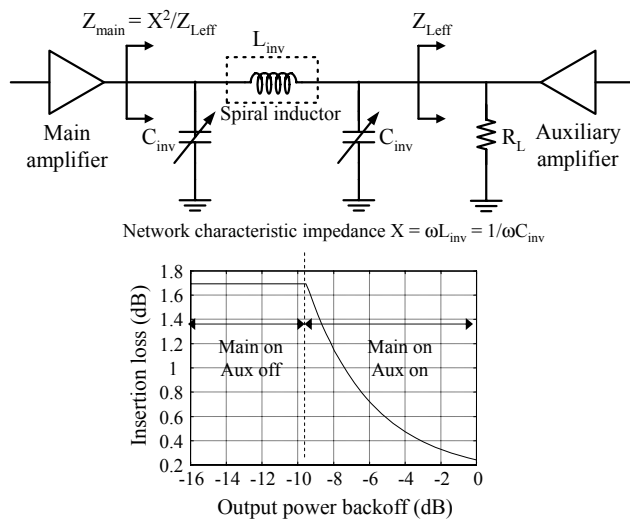 Z_main = X^2/Z_Leff
L_inv
Z_Leff
Spiral inductor
Main amplifier
C_inv
C_inv
R_L
Auxiliary amplifier
Network characteristic impedance X = ωL_inv = 1/ωC_inv
Insertion loss (dB)
1.8
1.6
1.4
1.2
1
0.8
0.6
0.4
0.2
Main on
Aux off
Main on
Aux on
-16 -14 -12 -10 -8 -6 -4 -2 0
Output power backoff (dB)